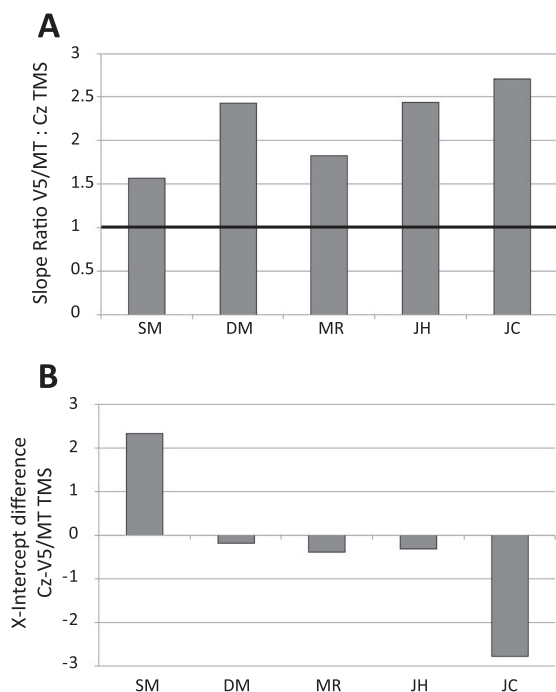 A
Slope Ratio V5/MT : Cz TMS
3
2.5
2
1.5
1
0.5
0
SM DM MR JH JC
B
X-Intercept difference
Cz-V5/MT TMS
3
2
1
0
-1
-2
-3
SM DM MR JH JC